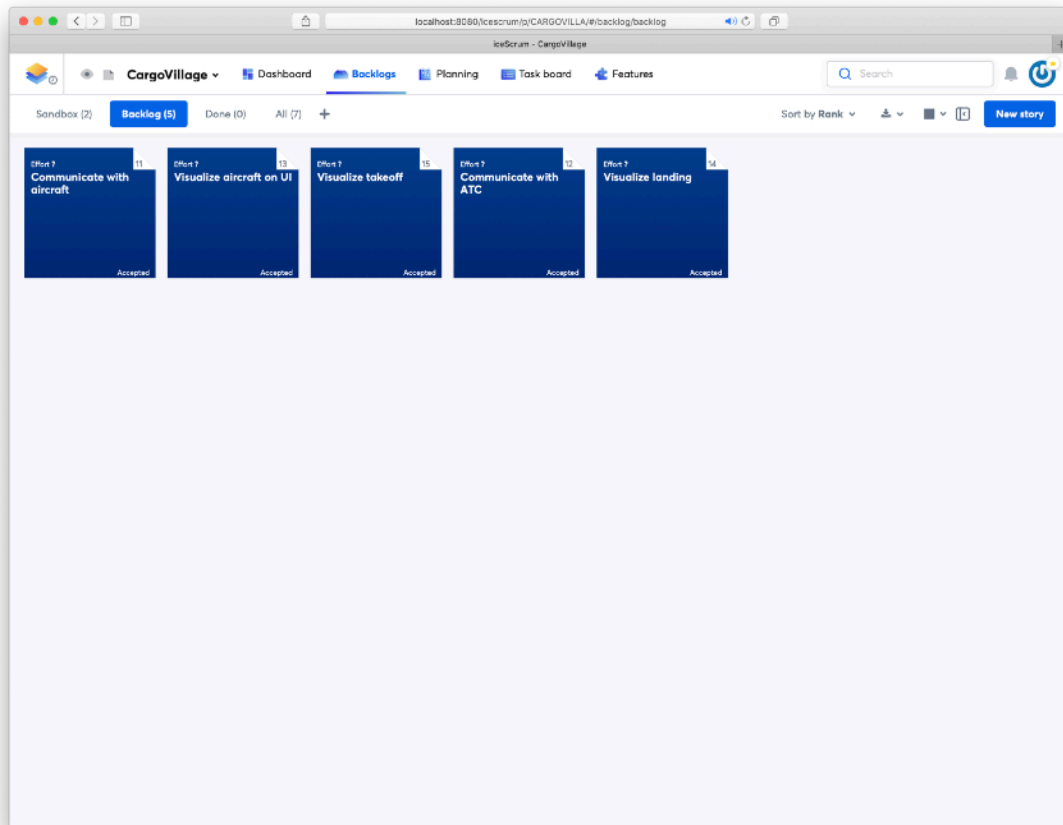 localhost:8080/icescrum/p/CARGOVILLA/#/backlog/backlog
iceScrum - CargoVillage
CargoVillage
Dashboard
Backlogs
Planning
Task board
Features
Search
Sandbox (2)
Backlog (5)
Done (0)
All (7)
Sort by Rank
New story
Effort ? 11
Communicate with
aircraft
Accepted
Effort ? 13
Visualize aircraft on UI
Accepted
Effort ? 15
Visualize takeoff
Accepted
Effort ? 12
Communicate with
ATC
Accepted
Effort ? 14
Visualize landing
Accepted